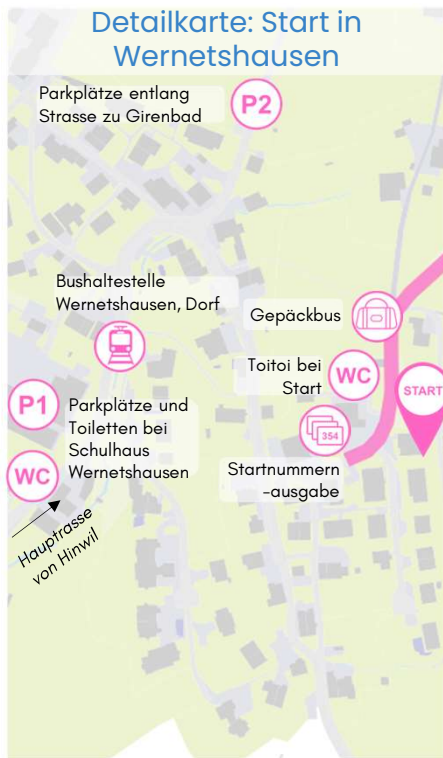 Detailkarte: Start in
Wernetshausen
Parkplätze entlang
Strasse zu Girenbad
P2
Bushaltestelle
Wernetshausen, Dorf
Gepäckbus
Toitoi bei
Start
WC
START
P1
Parkplätze und
Toiletten bei
Schulhaus
Wernetshausen
WC
354
Startnummern
-ausgabe
Hauptrasse
von Hinwil